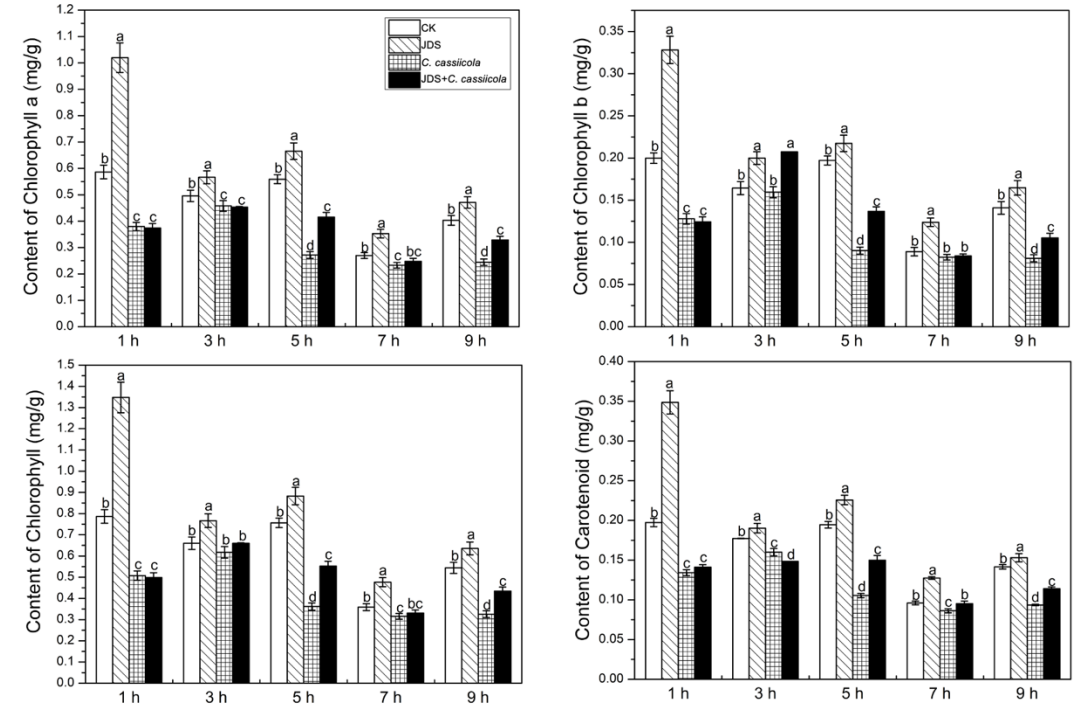 Content of Chlorophyll a (mg/g)
1.2
1.1
1.0
0.9
0.8
0.7
0.6
0.5
0.4
0.3
0.2
0.1
0.0
CK
JDS
C. cassiicola
JDS+C. cassiicola
b a c c
b a c c
b a d c
b a c bc
b a d c
1 h 3 h 5 h 7 h 9 h
Content of Chlorophyll b (mg/g)
0.35
0.30
0.25
0.20
0.15
0.10
0.05
0.00
b a c c
b a b a
b a d c
b a b b
b a d c
1 h 3 h 5 h 7 h 9 h
Content of Chlorophyll (mg/g)
1.5
1.4
1.3
1.2
1.1
1.0
0.9
0.8
0.7
0.6
0.5
0.4
0.3
0.2
0.1
0.0
b a c c
b a b b
b a d c
b a c bc
b a d c
1 h 3 h 5 h 7 h 9 h
Content of Carotenoid (mg/g)
0.40
0.35
0.30
0.25
0.20
0.15
0.10
0.05
0.00
b a c c
b a c d
b a d c
b a c b
b a d c
1 h 3 h 5 h 7 h 9 h